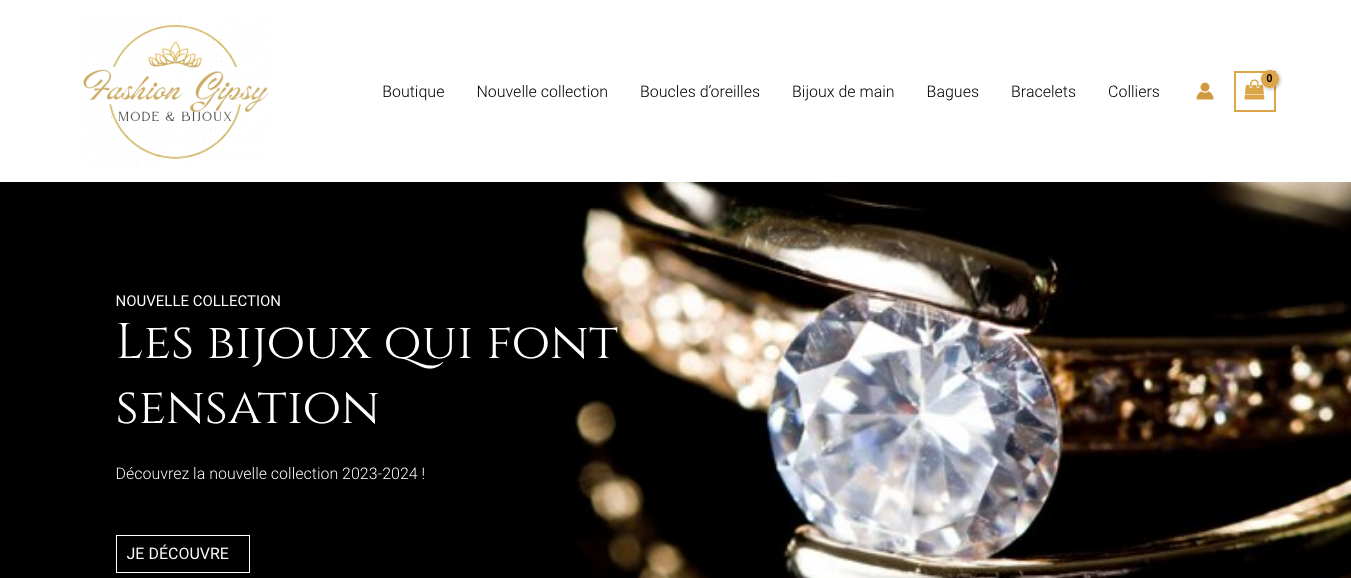 Fashion Gipsy
MODE & BIJOUX
Boutique Nouvelle collection Boucles d’oreilles Bijoux de main Bagues Bracelets Colliers 0
NOUVELLE COLLECTION
Les bijoux qui font
sensation
Découvrez la nouvelle collection 2023-2024 !
JE DÉCOUVRE